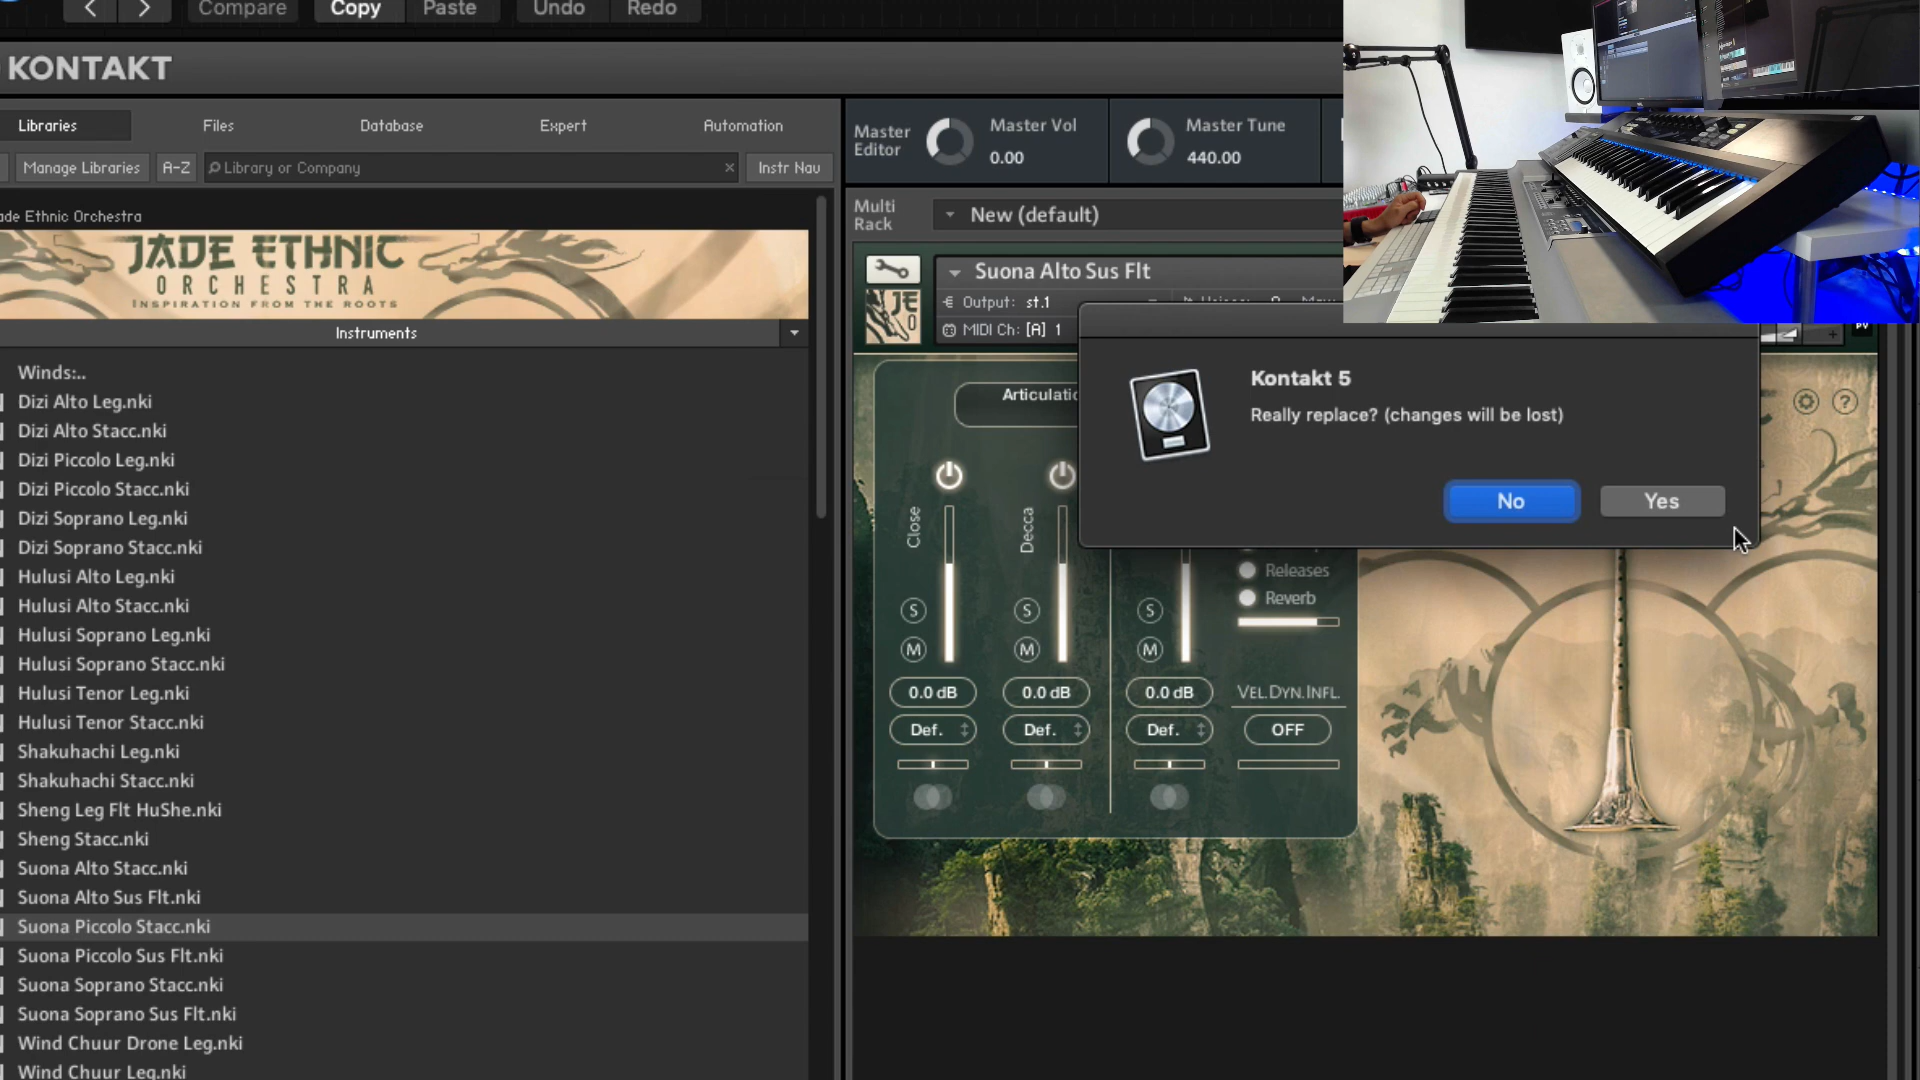 Compare
Copy
Paste
Undo
Redo
KONTAKT
Libraries
Files
Database
Expert
Automation
Manage Libraries
A-Z
Library or Company
×
Instr Nav
Master Editor
Master Vol
0.00
Master Tune
440.00
ade Ethnic Orchestra
JADE ETHNIC
ORCHESTRA
INSPIRATION FROM THE ROOTS
Instruments
Multi Rack
New (default)
Suona Alto Sus Flt
Output: st.1
MIDI Ch: [A] 1
JE
O
PV
Winds:..
Dizi Alto Leg.nki
Dizi Alto Stacc.nki
Dizi Piccolo Leg.nki
Dizi Piccolo Stacc.nki
Dizi Soprano Leg.nki
Dizi Soprano Stacc.nki
Hulusi Alto Leg.nki
Hulusi Alto Stacc.nki
Hulusi Soprano Leg.nki
Hulusi Soprano Stacc.nki
Hulusi Tenor Leg.nki
Hulusi Tenor Stacc.nki
Shakuhachi Leg.nki
Shakuhachi Stacc.nki
Sheng Leg Flt HuShe.nki
Sheng Stacc.nki
Suona Alto Stacc.nki
Suona Alto Sus Flt.nki
Suona Piccolo Stacc.nki
Suona Piccolo Sus Flt.nki
Suona Soprano Stacc.nki
Suona Soprano Sus Flt.nki
Wind Chuur Drone Leg.nki
Wind Chuur Leg.nki
Articulatio
Kontakt 5
Really replace? (changes will be lost)
No
Yes
?
Close
Decca
Releases
Reverb
S
S
S
M
M
M
0.0 dB
0.0 dB
0.0 dB
VEL.DYN.INFL.
Def.
Def.
Def.
OFF